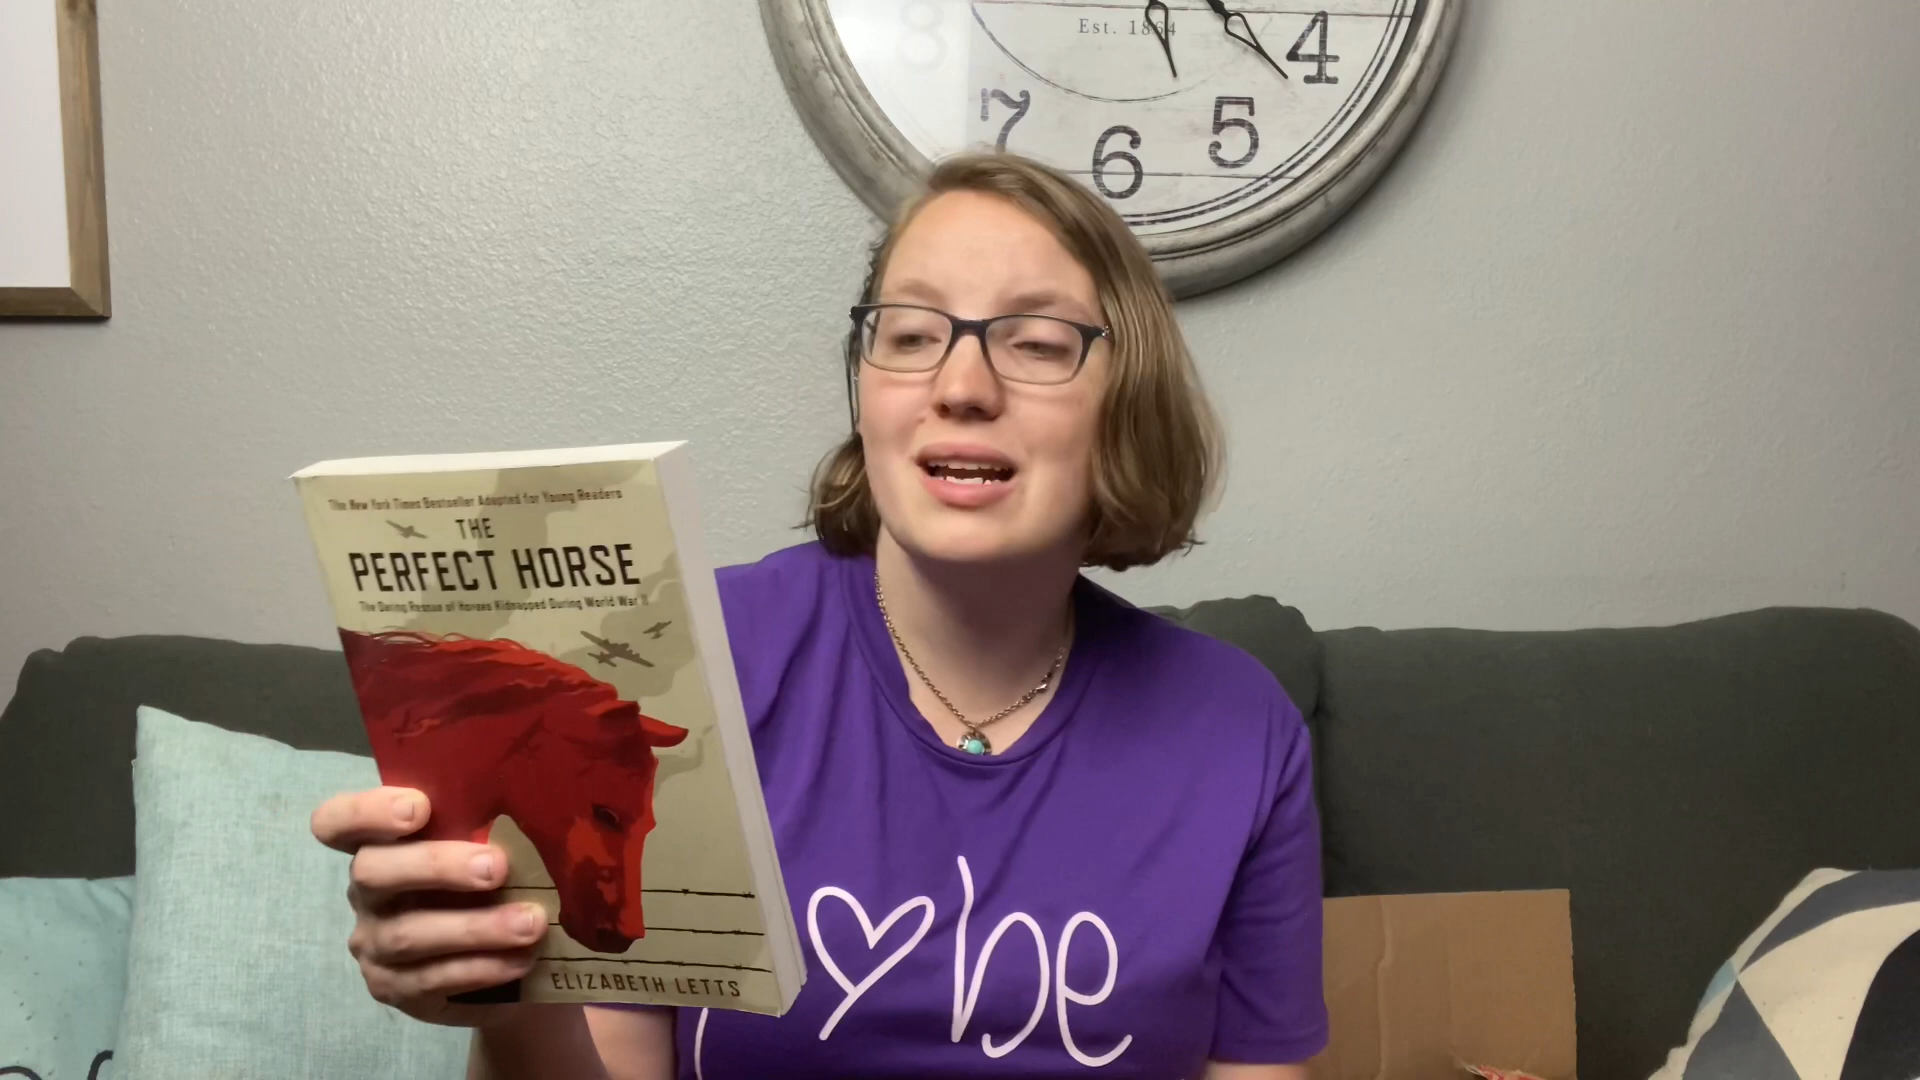 Est. 1864
8
4
7
5
6
The New York Times Bestseller Adapted for Young Readers
THE
PERFECT HORSE
The Daring Rescue of Horses Kidnapped During World War II
ELIZABETH LETTS
be